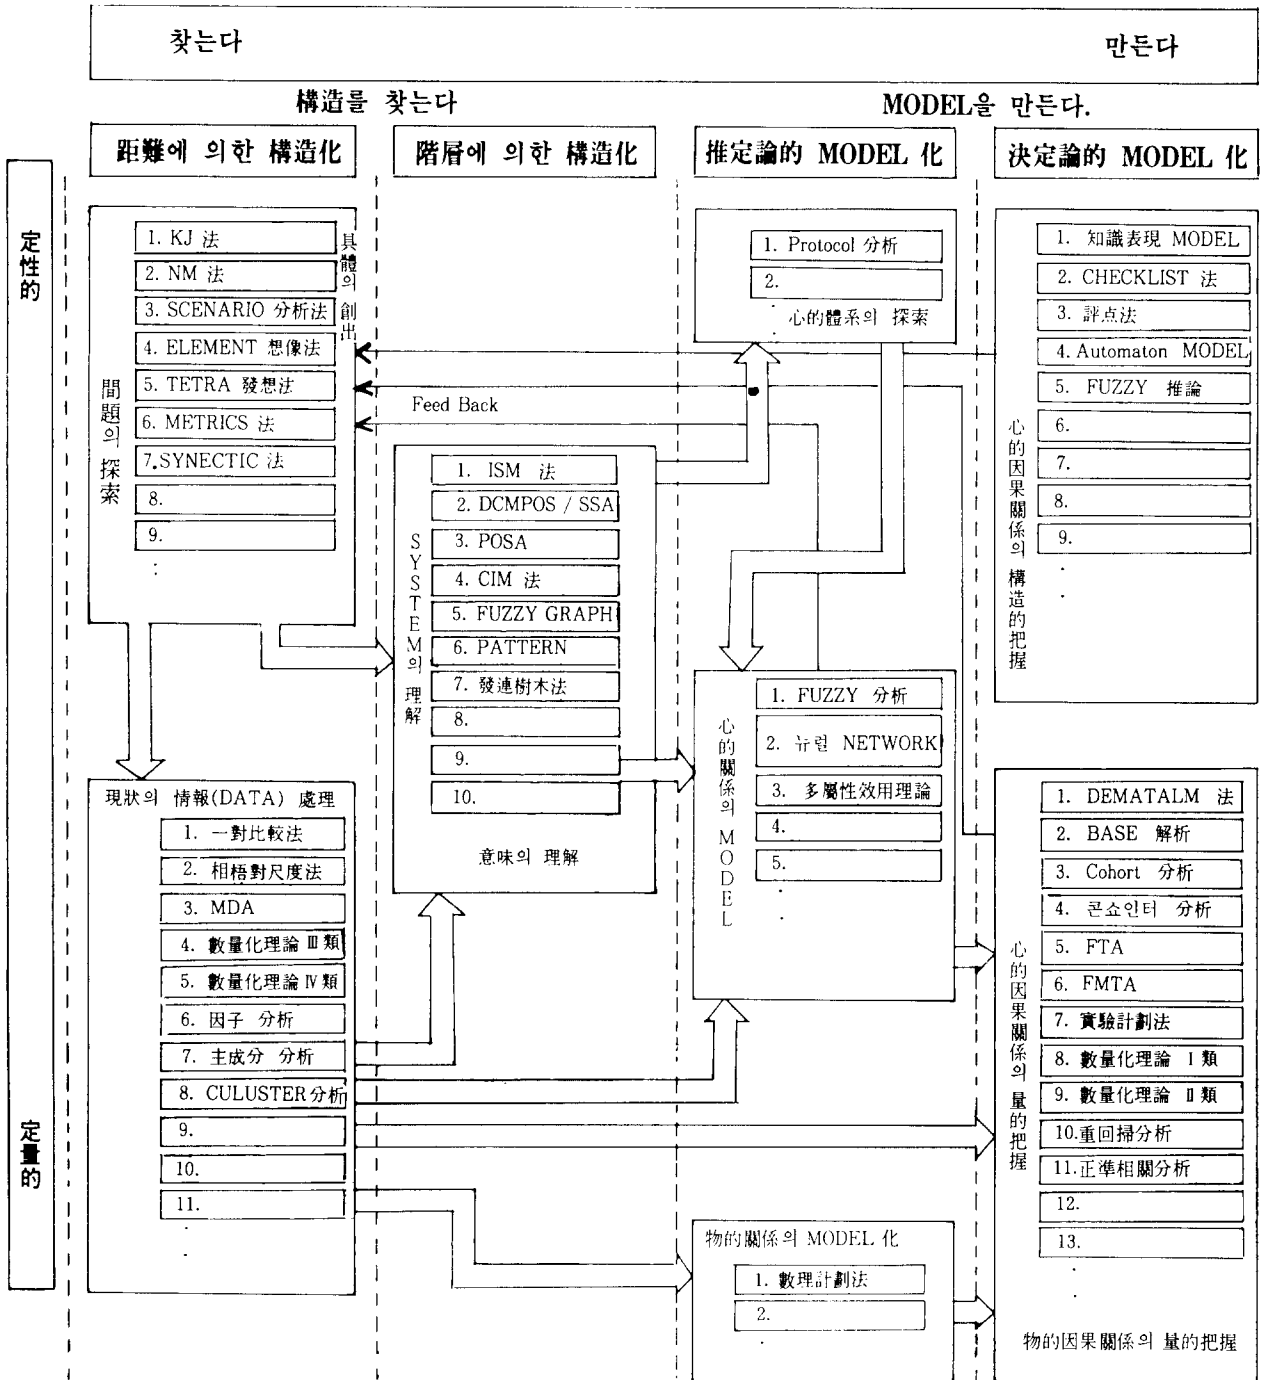 찾는다
만든다
構造를 찾는다
MODEL을 만든다.
距難에 의한 構造化
階層에 의한 構造化
推定論的 MODEL 化
決定論的 MODEL 化
定性的
定量的
間題의 探索
具體의 創出
1. KJ 法
2. NM 法
3. SCENARIO 分析法
4. ELEMENT 想像法
5. TETRA 發想法
6. METRICS 法
7.SYNECTIC 法
8.
9.
:
Feed Back
SYSTEM의 理解
1. ISM 法
2. DCMPOS / SSA
3. POSA
4. CIM 法
5. FUZZY GRAPH
6. PATTERN
7. 發連樹木法
8.
9.
10.
意味의 理解
1. Protocol 分析
2.
:
心的體系의 探索
心的關係의 MODEL
1. FUZZY 分析
2. 뉴럴 NETWORK
3. 多屬性效用理論
4.
5.
:
心的因果關係의 構造的把握
1. 知識表現 MODEL
2. CHECKLIST 法
3. 評点法
4. Automaton MODEL
5. FUZZY 推論
6.
7.
8.
9.
:
現狀의 情報(DATA) 處理
1. 一對比較法
2. 相梧對尺度法
3. MDA
4. 數量化理論 Ⅲ類
5. 數量化理論 Ⅳ類
6. 因子 分析
7. 主成分 分析
8. CULUSTER分析
9.
10.
11.
:
物的關係의 MODEL 化
1. 數理計劃法
2.
.
心的因果關係의 量的把握
1. DEMATALM 法
2. BASE 解析
3. Cohort 分析
4. 콘쇼인터 分析
5. FTA
6. FMTA
7. 實驗計劃法
8. 數量化理論 Ⅰ類
9. 數量化理論 Ⅱ類
10.重回掃分析
11.正準相關分析
12.
13.
:
物的因果關係의 量的把握